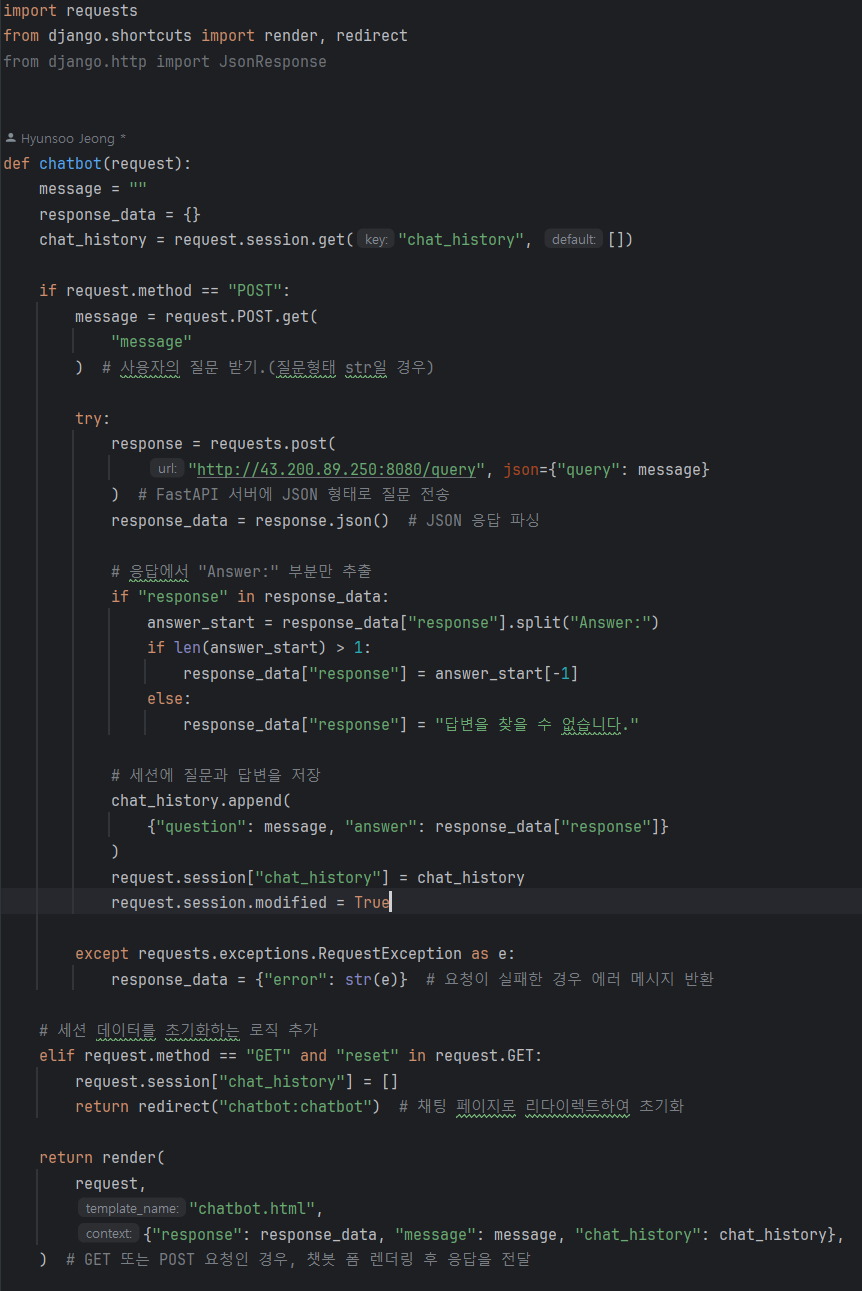 import requests
from django.shortcuts import render, redirect
from django.http import JsonResponse
Hyunsoo Jeong *
def chatbot(request):
    message = ""
    response_data = {}
    chat_history = request.session.get( key: "chat_history", default: [])
    if request.method == "POST":
        message = request.POST.get(
            "message"
        )  # 사용자의 질문 받기.(질문형태 str일 경우)
        try:
            response = requests.post(
                url: "http://43.200.89.250:8080/query", json={"query": message}
            )  # FastAPI 서버에 JSON 형태로 질문 전송
            response_data = response.json()  # JSON 응답 파싱
            # 응답에서 "Answer:" 부분만 추출
            if "response" in response_data:
                answer_start = response_data["response"].split("Answer:")
                if len(answer_start) > 1:
                    response_data["response"] = answer_start[-1]
                else:
                    response_data["response"] = "답변을 찾을 수 없습니다."
            # 세션에 질문과 답변을 저장
            chat_history.append(
                {"question": message, "answer": response_data["response"]}
            )
            request.session["chat_history"] = chat_history
            request.session.modified = True
        except requests.exceptions.RequestException as e:
            response_data = {"error": str(e)}  # 요청이 실패한 경우 에러 메시지 반환
    # 세션 데이터를 초기화하는 로직 추가
    elif request.method == "GET" and "reset" in request.GET:
        request.session["chat_history"] = []
        return redirect("chatbot:chatbot")  # 채팅 페이지로 리다이렉트하여 초기화
    return render(
        request,
        template_name: "chatbot.html",
        context: {"response": response_data, "message": message, "chat_history": chat_history},
    )  # GET 또는 POST 요청인 경우, 챗봇 폼 렌더링 후 응답을 전달